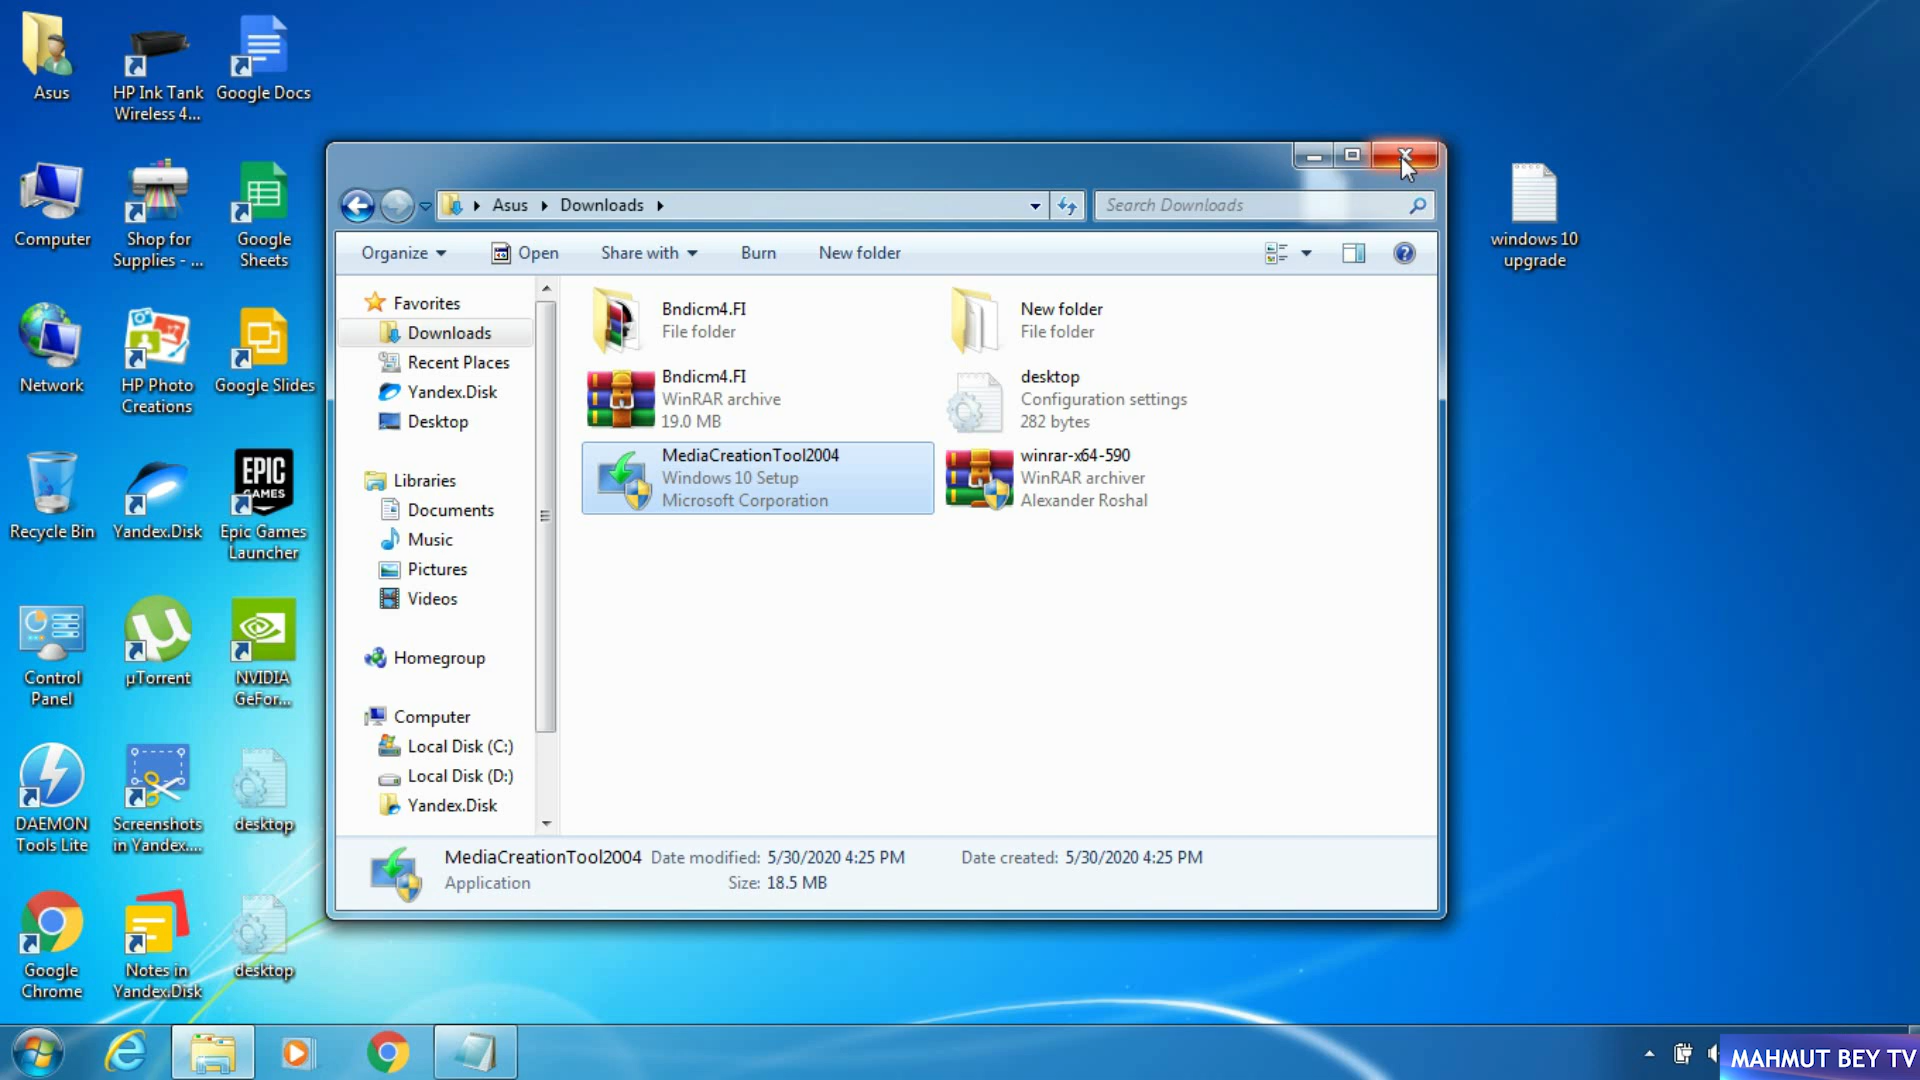 Asus
HP Ink Tank
Wireless 4...
Google Docs
Computer
Shop for
Supplies - ...
Google
Sheets
Network
HP Photo
Creations
Google Slides
Recycle Bin
Yandex.Disk
EPIC
GAMES
Epic Games
Launcher
Control
Panel
µTorrent
NVIDIA
GeFor...
DAEMON
Tools Lite
Screenshots
in Yandex....
desktop
Google
Chrome
Notes in
Yandex.Disk
desktop
windows 10
upgrade
Asus Downloads
Search Downloads
Organize Open Share with Burn New folder
Favorites
Downloads
Recent Places
Yandex.Disk
Desktop
Libraries
Documents
Music
Pictures
Videos
Homegroup
Computer
Local Disk (C:)
Local Disk (D:)
Yandex.Disk
Bndicm4.FI
File folder
New folder
File folder
Bndicm4.FI
WinRAR archive
19.0 MB
desktop
Configuration settings
282 bytes
MediaCreationTool2004
Windows 10 Setup
Microsoft Corporation
winrar-x64-590
WinRAR archiver
Alexander Roshal
MediaCreationTool2004 Date modified: 5/30/2020 4:25 PM Date created: 5/30/2020 4:25 PM
Application Size: 18.5 MB
MAHMUT BEY TV